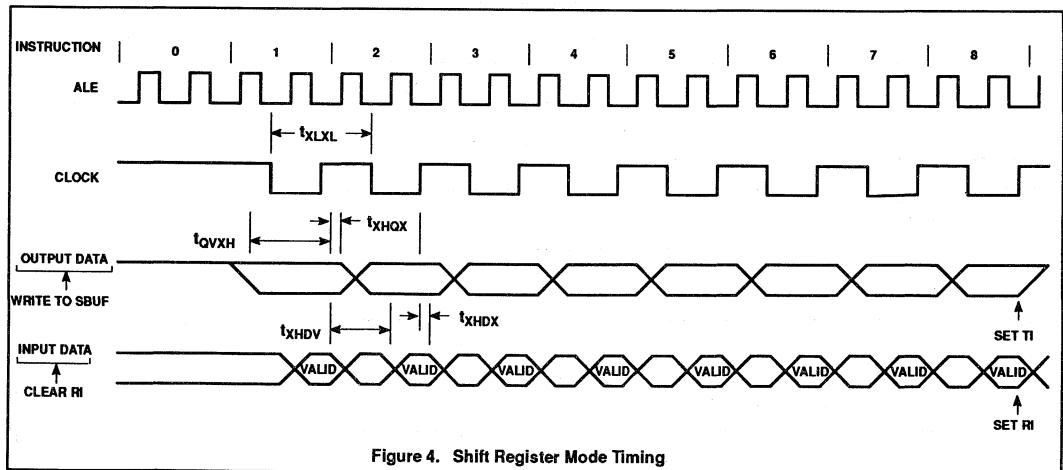 INSTRUCTION | 0 | 1 | 2 | 3 | 4 | 5 | 6 | 7 | 8 |
ALE
tXLXL
CLOCK
tXHQX
tQVXH
OUTPUT DATA
WRITE TO SBUF
tXHDX
tXHDV
SET TI
INPUT DATA
VALID VALID VALID VALID VALID VALID VALID VALID
CLEAR RI
SET RI
Figure 4. Shift Register Mode Timing